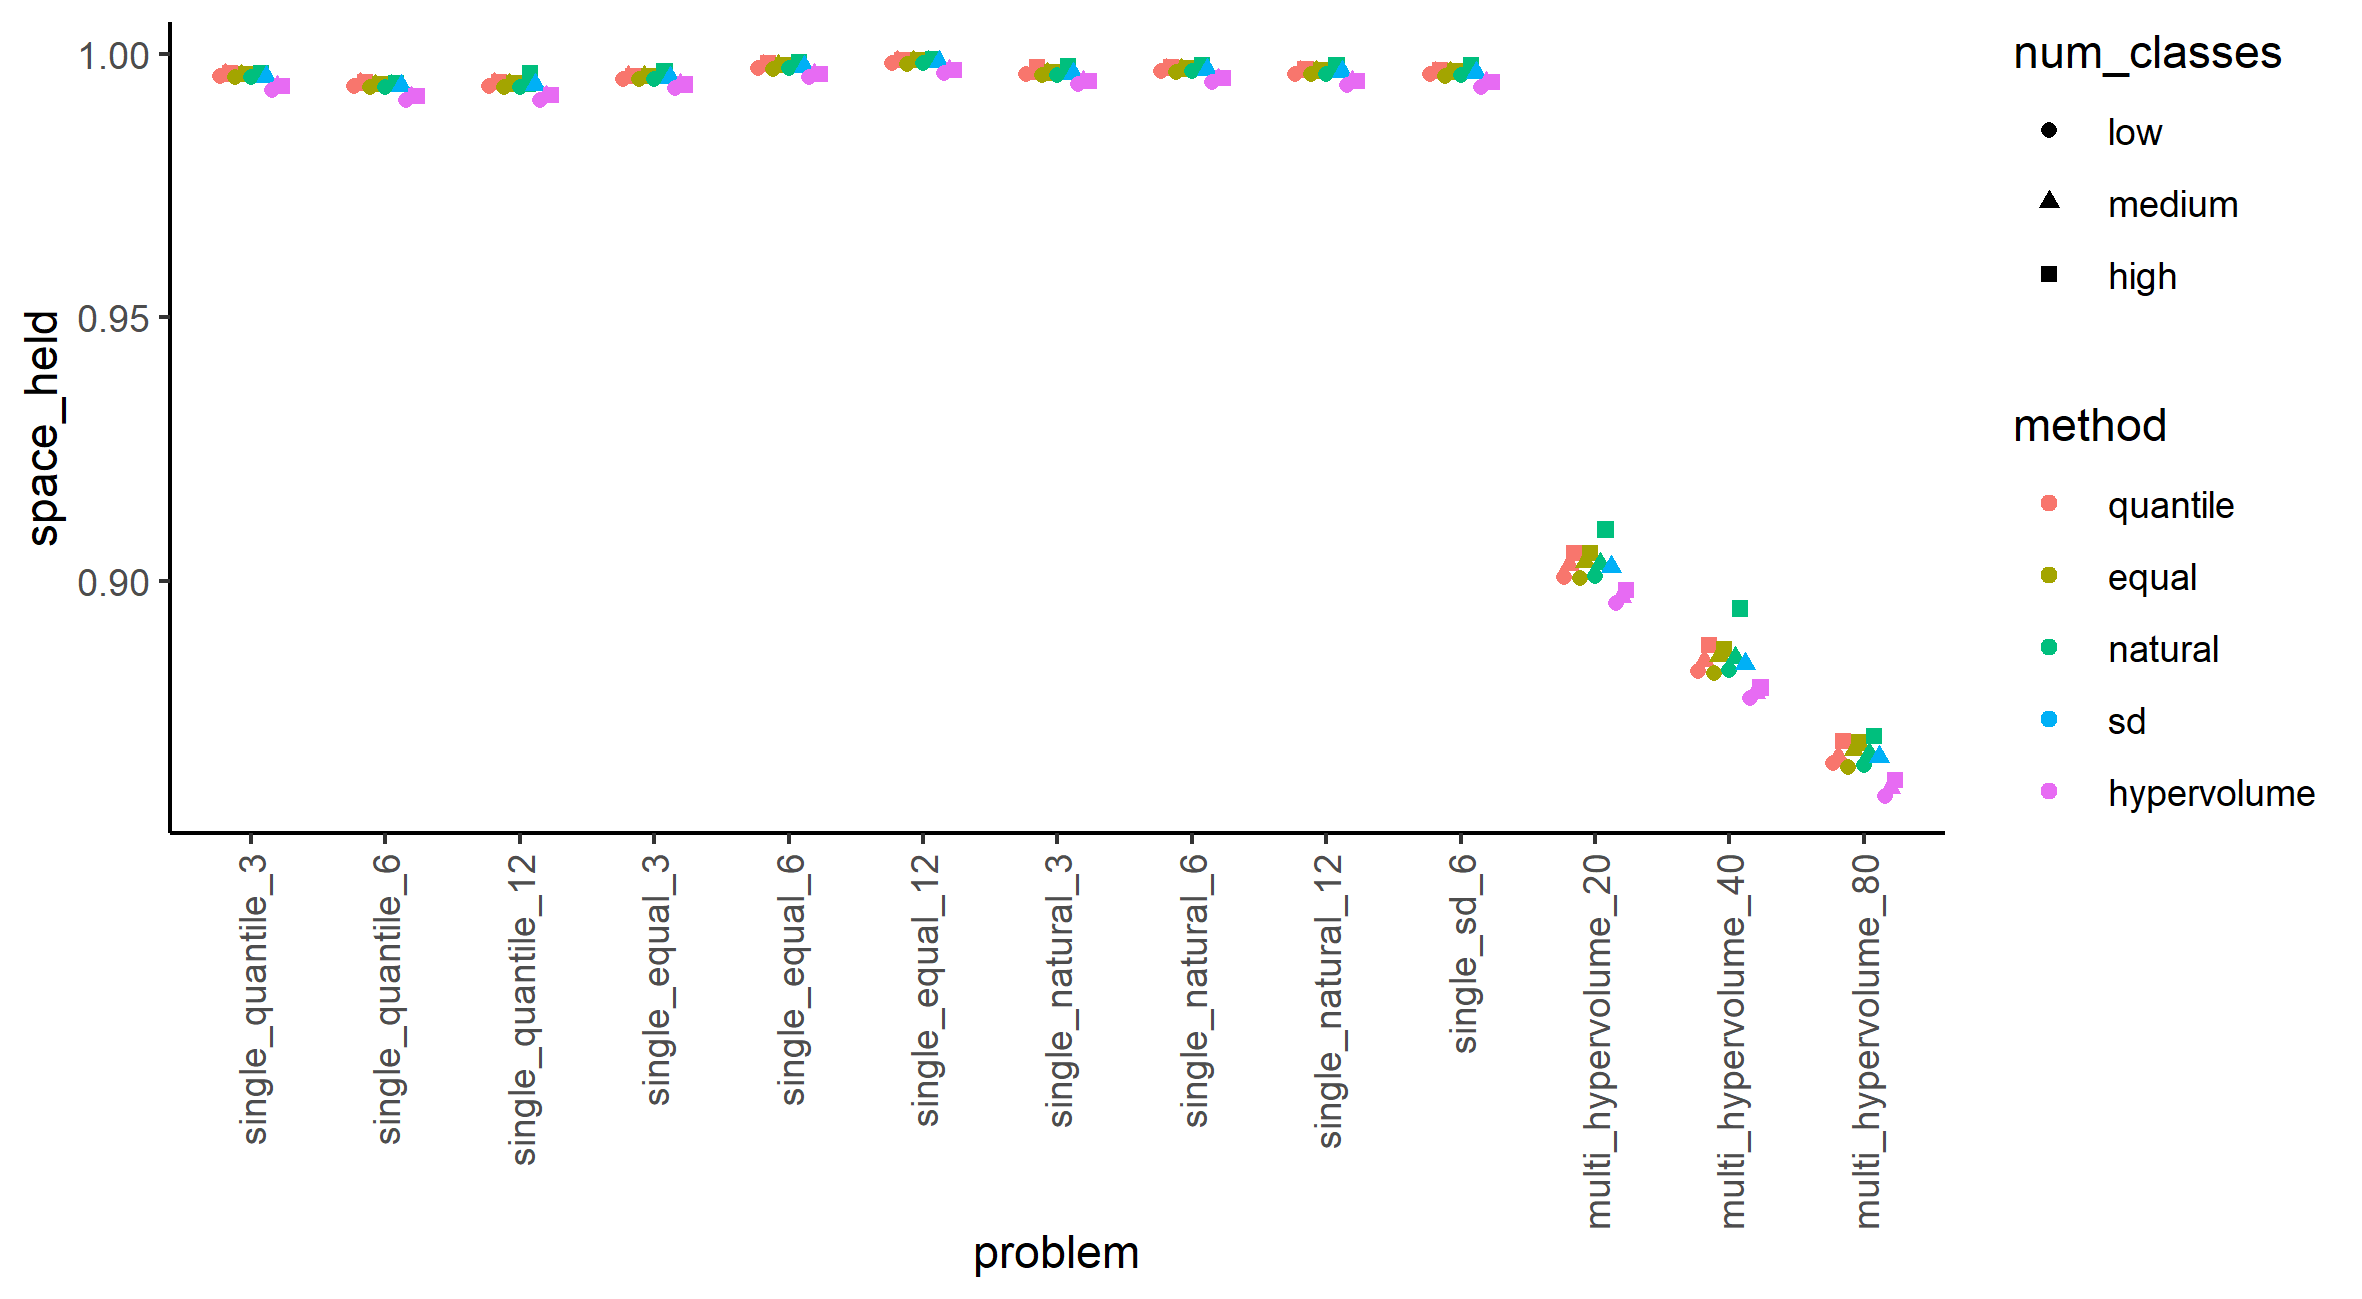 space_held
1.00
0.95
0.90
single_quantile_3
single_quantile_6
single_quantile_12
single_equal_3
single_equal_6
single_equal_12
single_natural_3
single_natural_6
single_natural_12
single_sd_6
multi_hypervolume_20
multi_hypervolume_40
multi_hypervolume_80
problem
num_classes
low
medium
high
method
quantile
equal
natural
sd
hypervolume